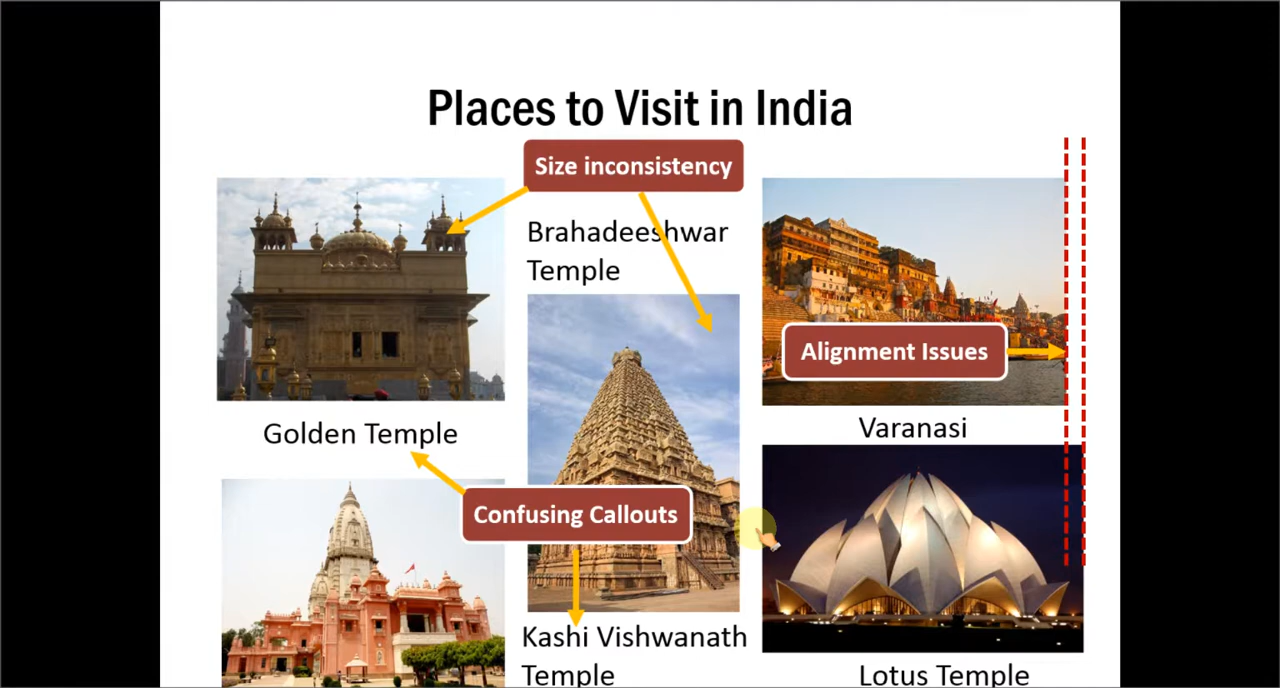 Places to Visit in India
Size inconsistency
Brahadeeshwar
Temple
Alignment Issues
Golden Temple
Varanasi
Confusing Callouts
Kashi Vishwanath
Temple
Lotus Temple